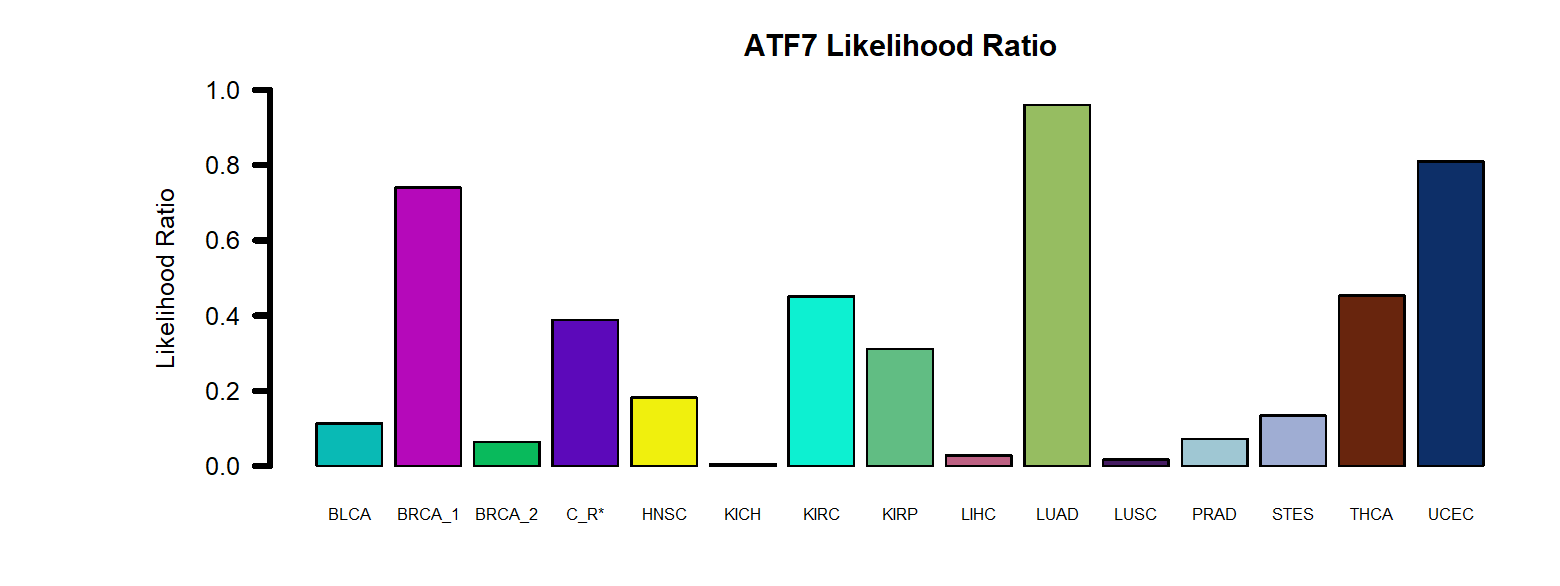 ATF7 Likelihood Ratio
Likelihood Ratio
1.0
0.8
0.6
0.4
0.2
0.0
BLCA BRCA_1 BRCA_2 C_R* HNSC KICH KIRC KIRP LIHC LUAD LUSC PRAD STES THCA UCEC